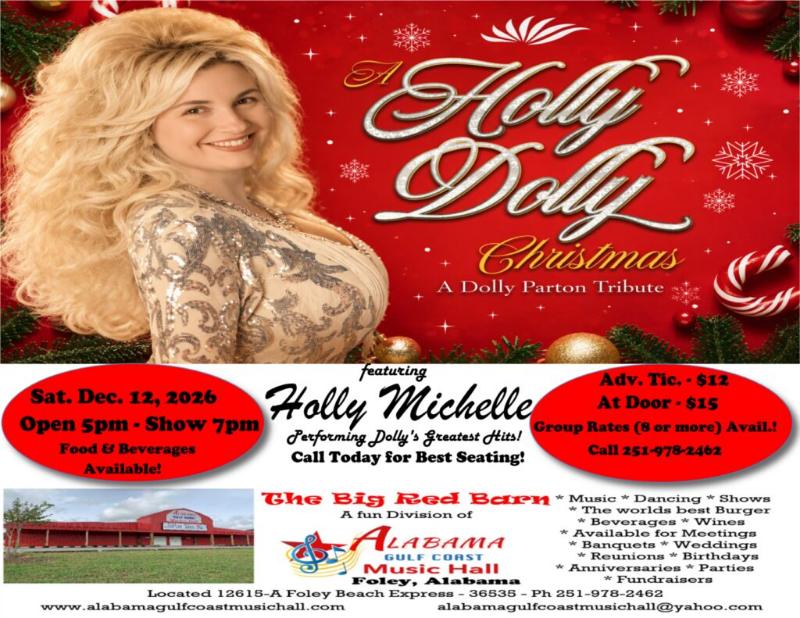 A
Holly
Dolly
Christmas
A Dolly Parton Tribute
featuring
Holly Michelle
Performing Dolly's Greatest Hits!
Call Today for Best Seating!
Sat. Dec. 12, 2026
Open 5pm - Show 7pm
Food & Beverages
Available!
Adv. Tic. - $12
At Door - $15
Group Rates (8 or more) Avail.!
Call 251-978-2462
The Big Red Barn
A fun Division of
ALABAMA
GULF COAST
Music Hall
Foley, Alabama
* Music * Dancing * Shows
* The worlds best Burger
* Beverages * Wines
* Available for Meetings
* Banquets * Weddings
* Reunions * Birthdays
* Anniversaries * Parties
* Fundraisers
Located 12615-A Foley Beach Express - 36535 - Ph 251-978-2462
www.alabamagulfcoastmusichall.com alabamagulfcoastmusichall@yahoo.com